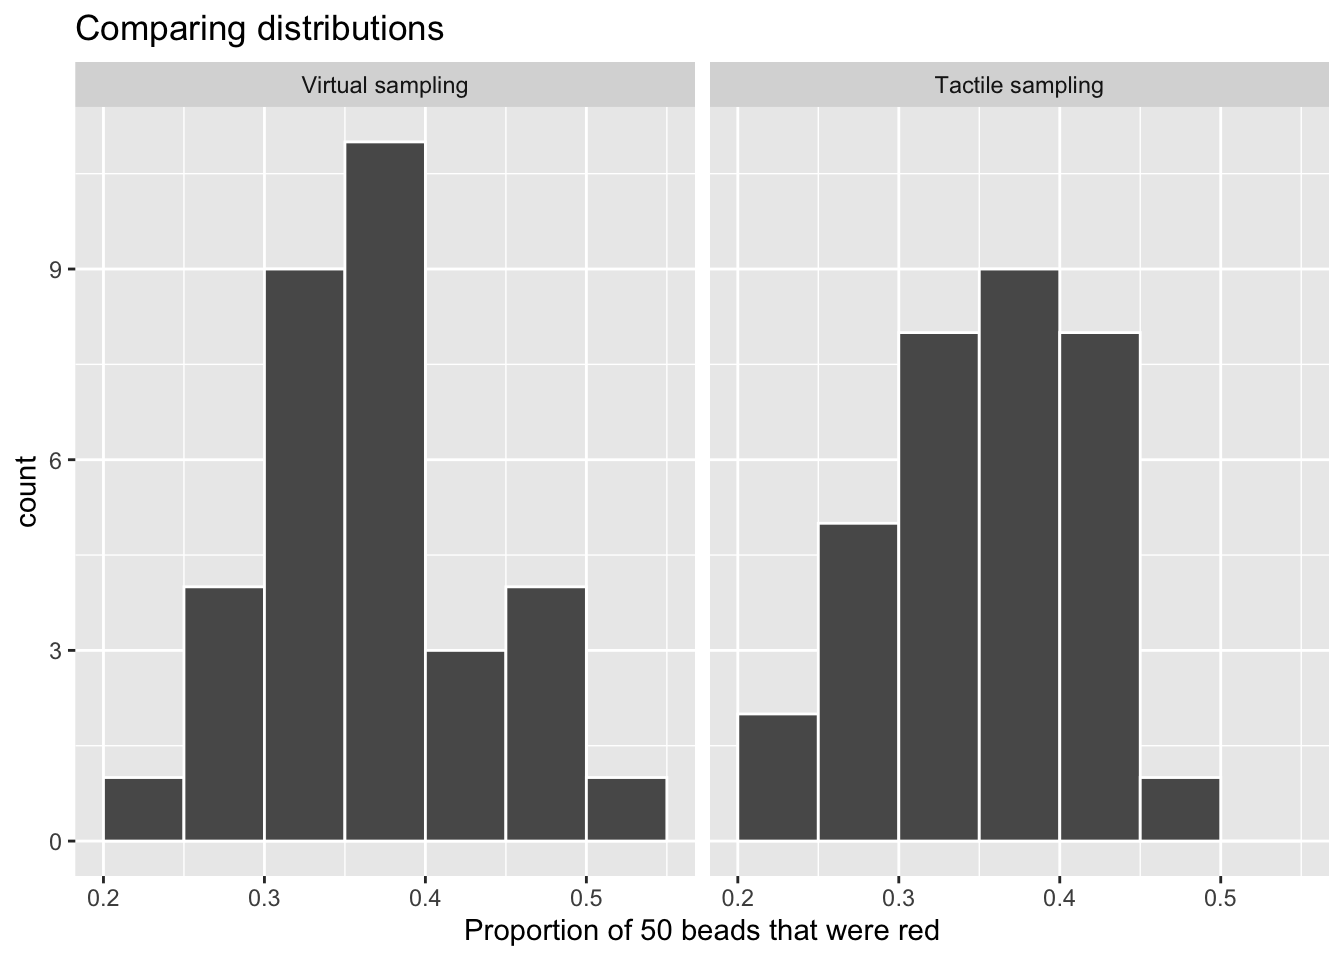 Comparing distributions
Virtual sampling
Tactile sampling
count
9
6
3
0
0.2 0.3 0.4 0.5
0.2 0.3 0.4 0.5
Proportion of 50 beads that were red